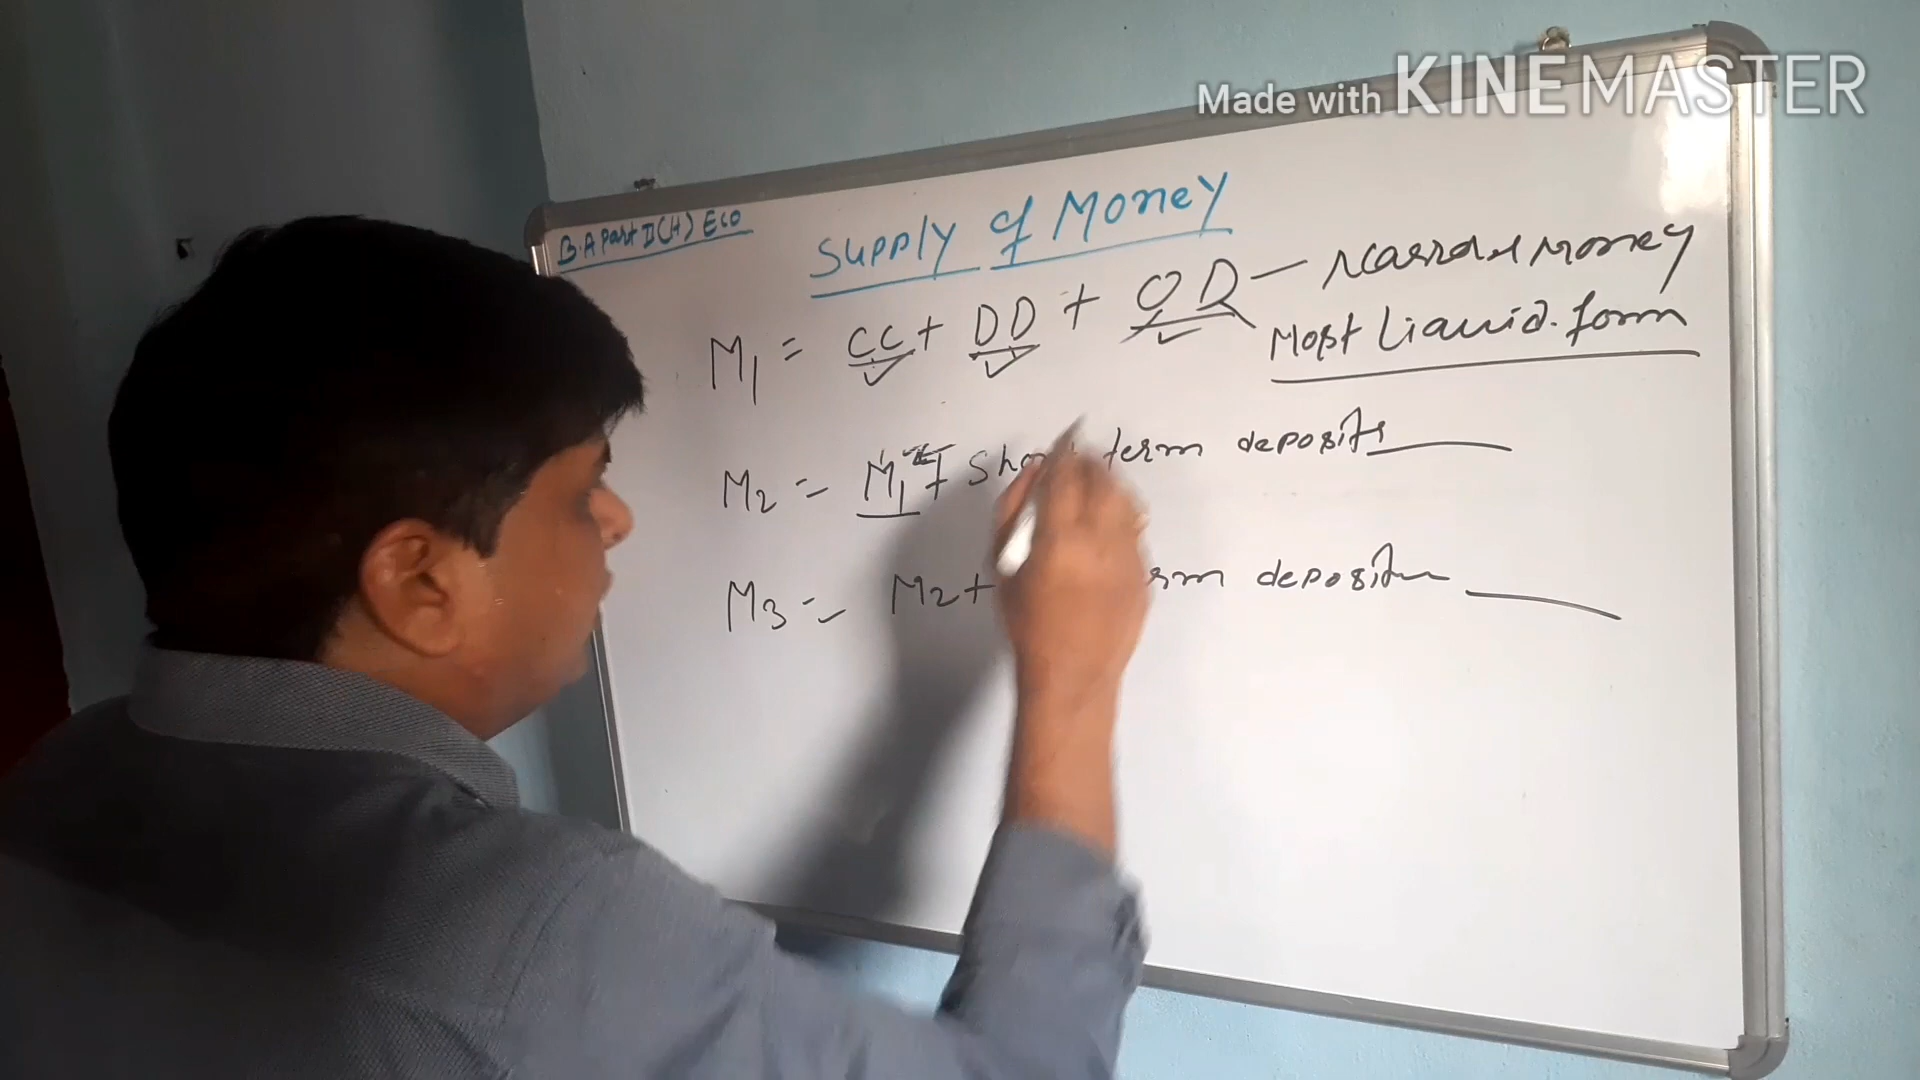 Made with KINEMASTER
B.A Part II (H) Eco
Supply of Money
M1 = CC + DD + OD — Narrow Money
Most Liquid form
M2 = M1 + Short term deposits
M3 = M2 + term deposits